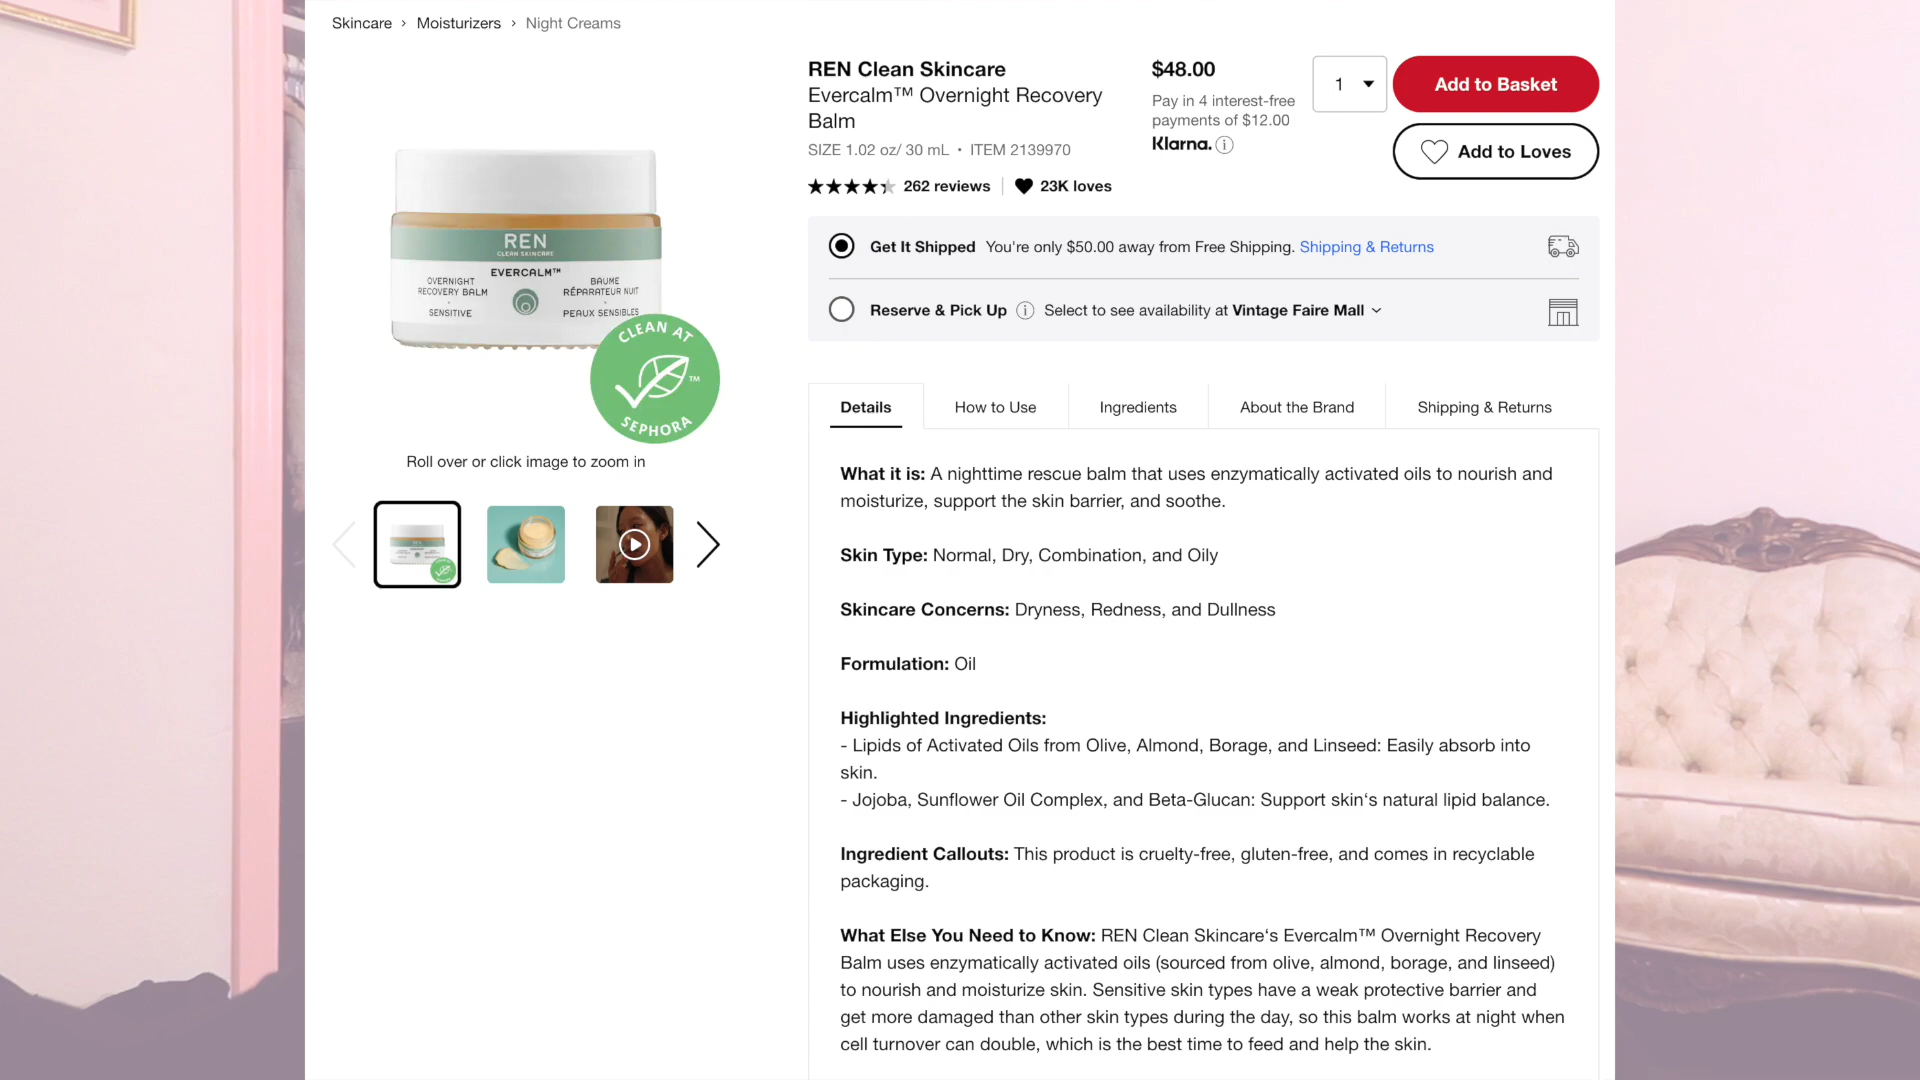 Skincare › Moisturizers › Night Creams
REN Clean Skincare
Evercalm™ Overnight Recovery
Balm
SIZE 1.02 oz/ 30 mL • ITEM 2139970
262 reviews
23K loves
$48.00
Pay in 4 interest-free
payments of $12.00
Klarna.
1
Add to Basket
Add to Loves
REN
CLEAN SKINCARE
EVERCALM™
OVERNIGHT
RECOVERY BALM
SENSITIVE
BAUME
RÉPARATEUR NUIT
PEAUX SENSIBLES
CLEAN AT
SEPHORA
TM
Roll over or click image to zoom in
Get It Shipped You're only $50.00 away from Free Shipping. Shipping & Returns
Reserve & Pick Up Select to see availability at Vintage Faire Mall
Details
How to Use
Ingredients
About the Brand
Shipping & Returns
What it is: A nighttime rescue balm that uses enzymatically activated oils to nourish and
moisturize, support the skin barrier, and soothe.
Skin Type: Normal, Dry, Combination, and Oily
Skincare Concerns: Dryness, Redness, and Dullness
Formulation: Oil
Highlighted Ingredients:
- Lipids of Activated Oils from Olive, Almond, Borage, and Linseed: Easily absorb into
skin.
- Jojoba, Sunflower Oil Complex, and Beta-Glucan: Support skin‘s natural lipid balance.
Ingredient Callouts: This product is cruelty-free, gluten-free, and comes in recyclable
packaging.
What Else You Need to Know: REN Clean Skincare‘s Evercalm™ Overnight Recovery
Balm uses enzymatically activated oils (sourced from olive, almond, borage, and linseed)
to nourish and moisturize skin. Sensitive skin types have a weak protective barrier and
get more damaged than other skin types during the day, so this balm works at night when
cell turnover can double, which is the best time to feed and help the skin.